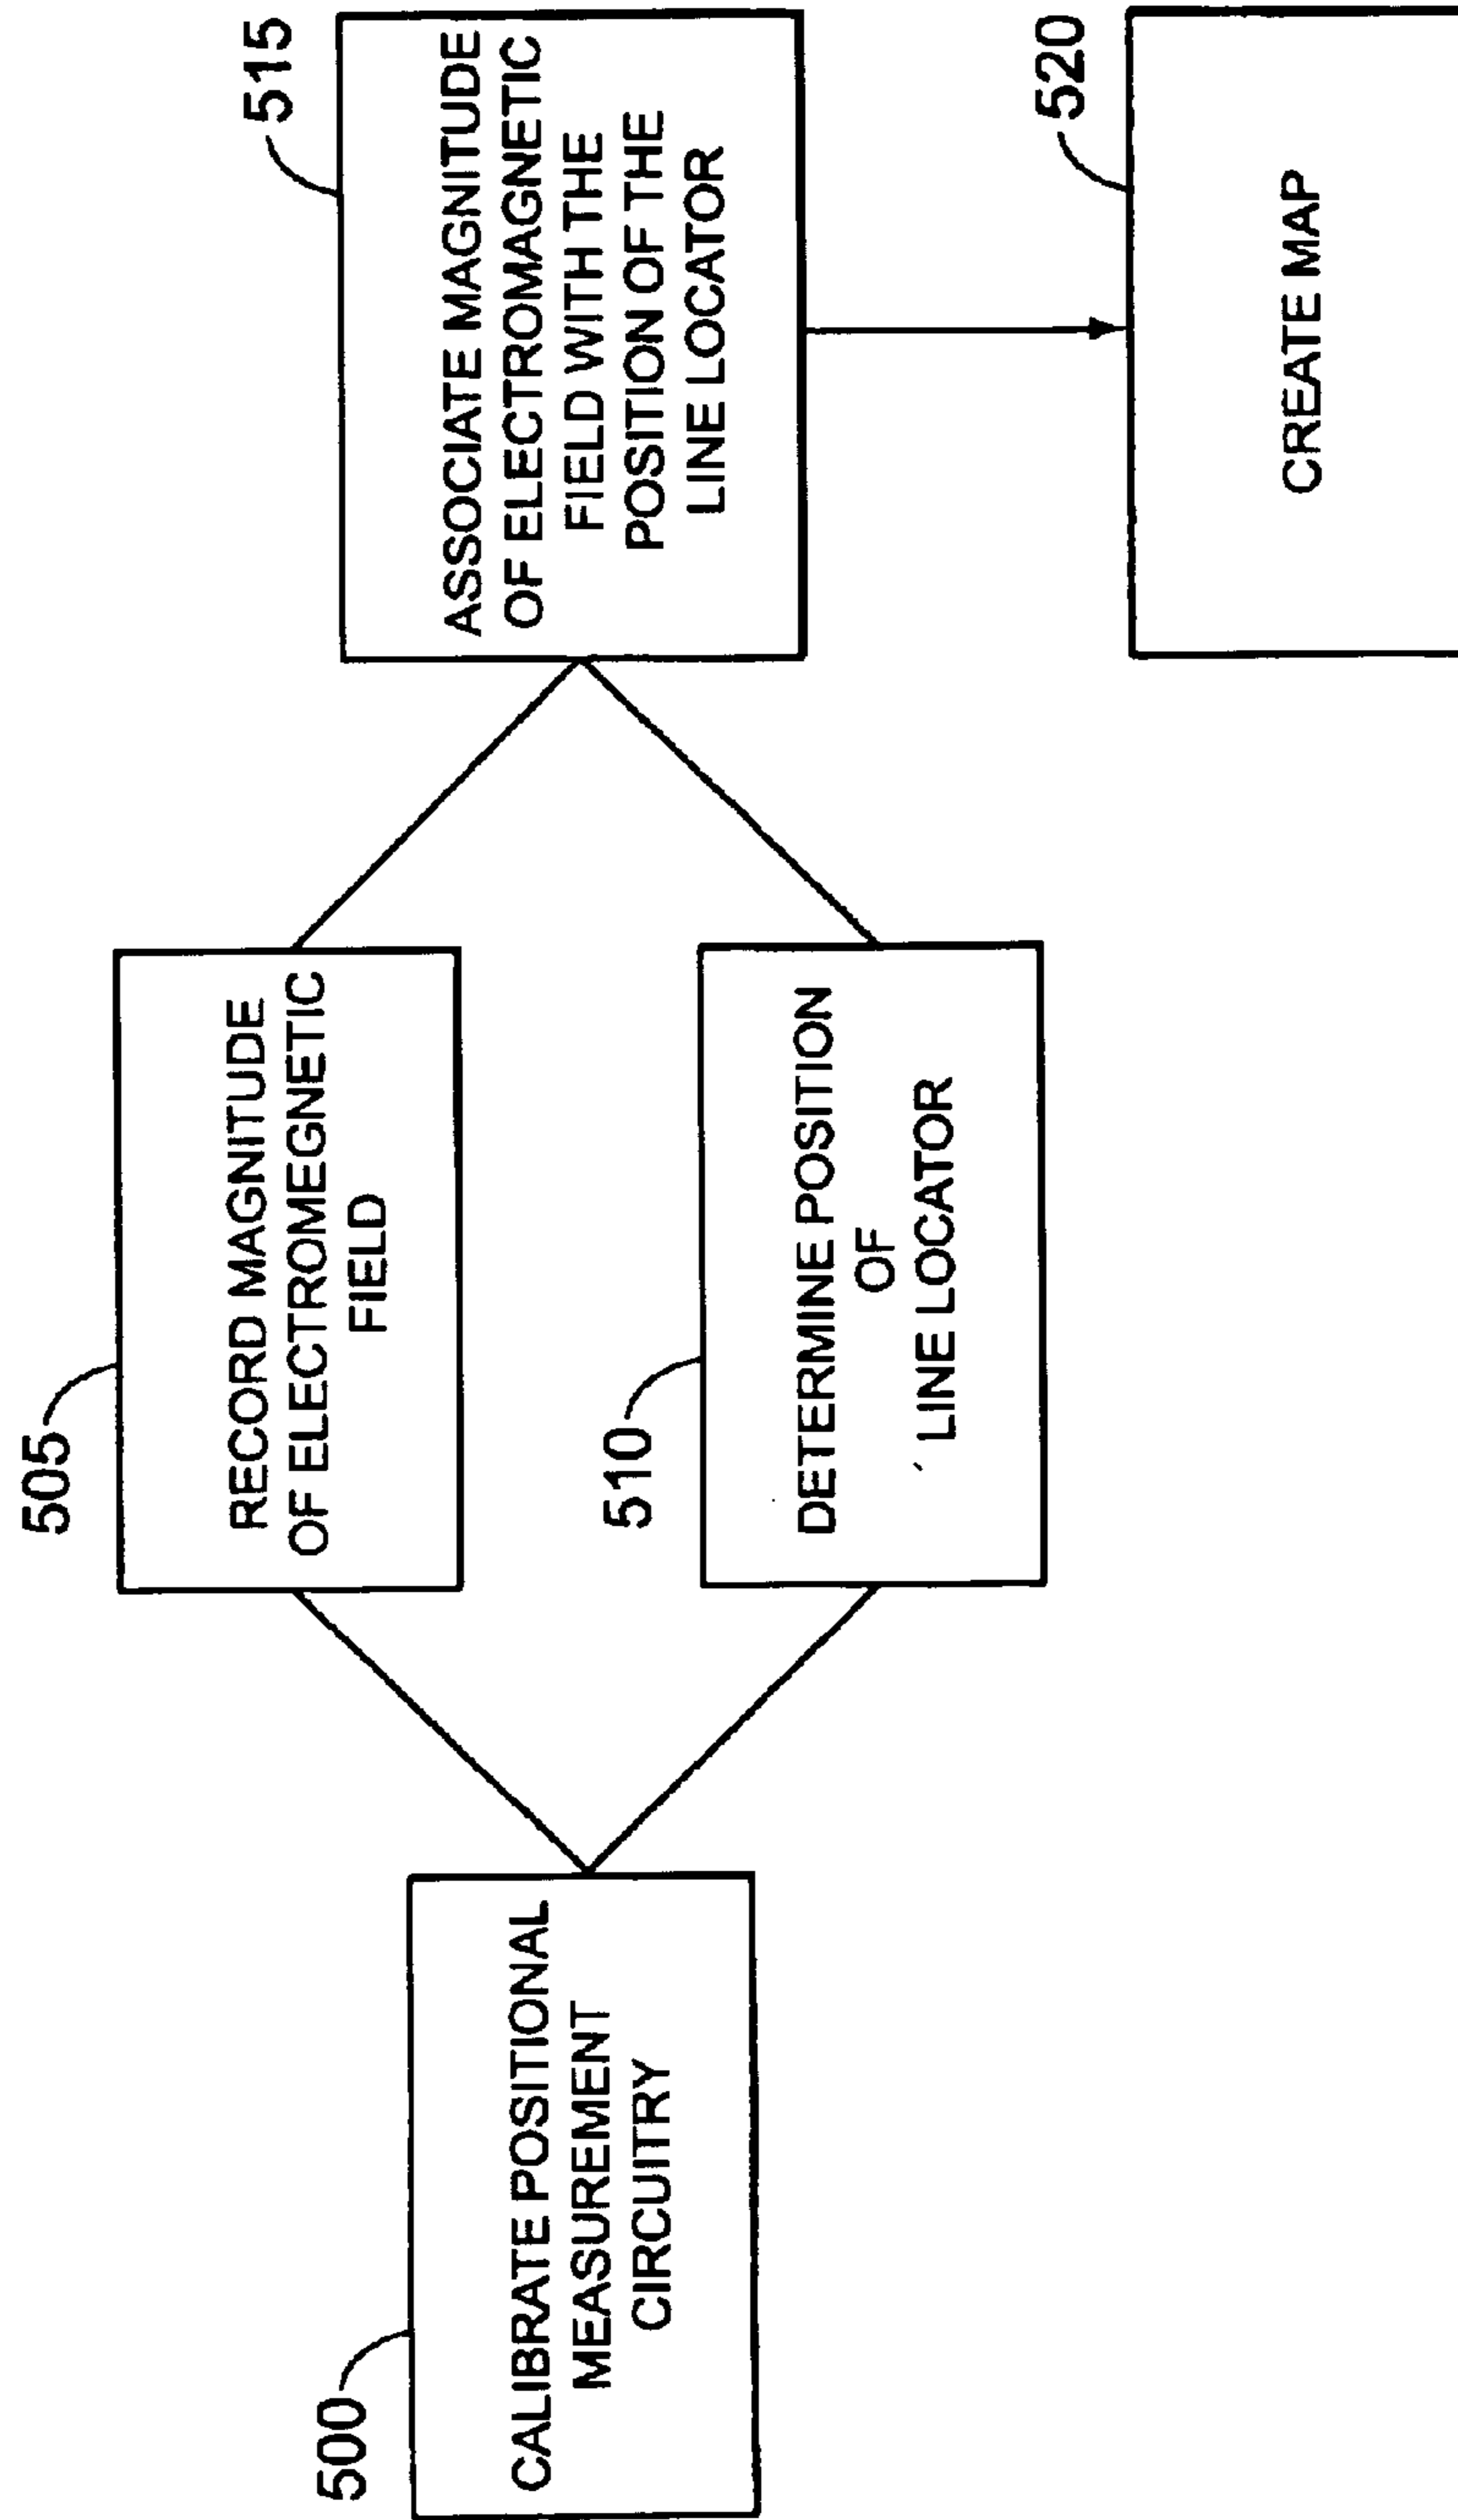 500
CALIBRATE POSITIONAL
MEASUREMENT
CIRCUITRY
505
RECORD MAGNITUDE
OF ELECTROMEGNETIC
FIELD
510
DETERMINE POSITION
OF
LINE LOCATOR
515
ASSOCIATE MAGNITUDE
OF ELECTROMAGNETIC
FIELD WITH THE
POSITION OF THE
LINE LOCATOR
520
CREATE MAP